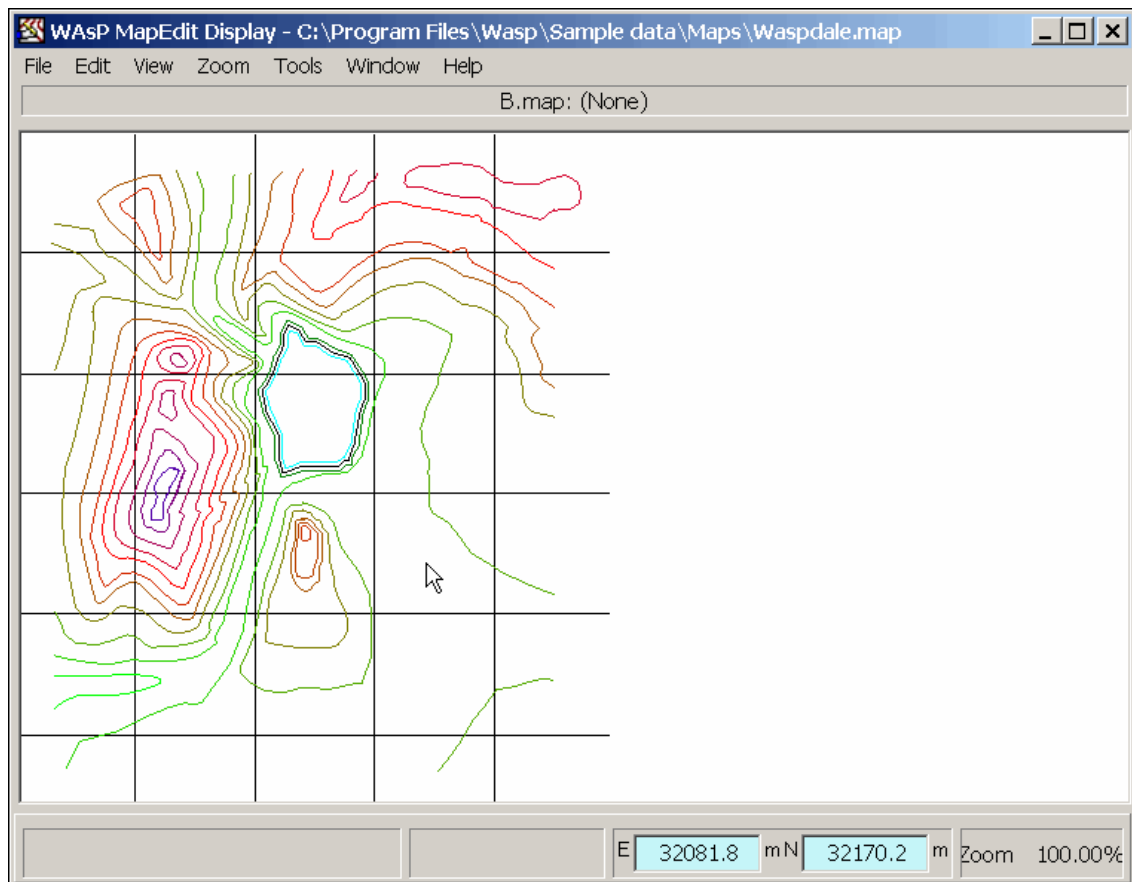 WAsP MapEdit Display - C:\Program Files\Wasp\Sample data\Maps\Waspdale.map
File Edit View Zoom Tools Window Help
B.map: (None)
E 32081.8 m N 32170.2 m Zoom 100.00%